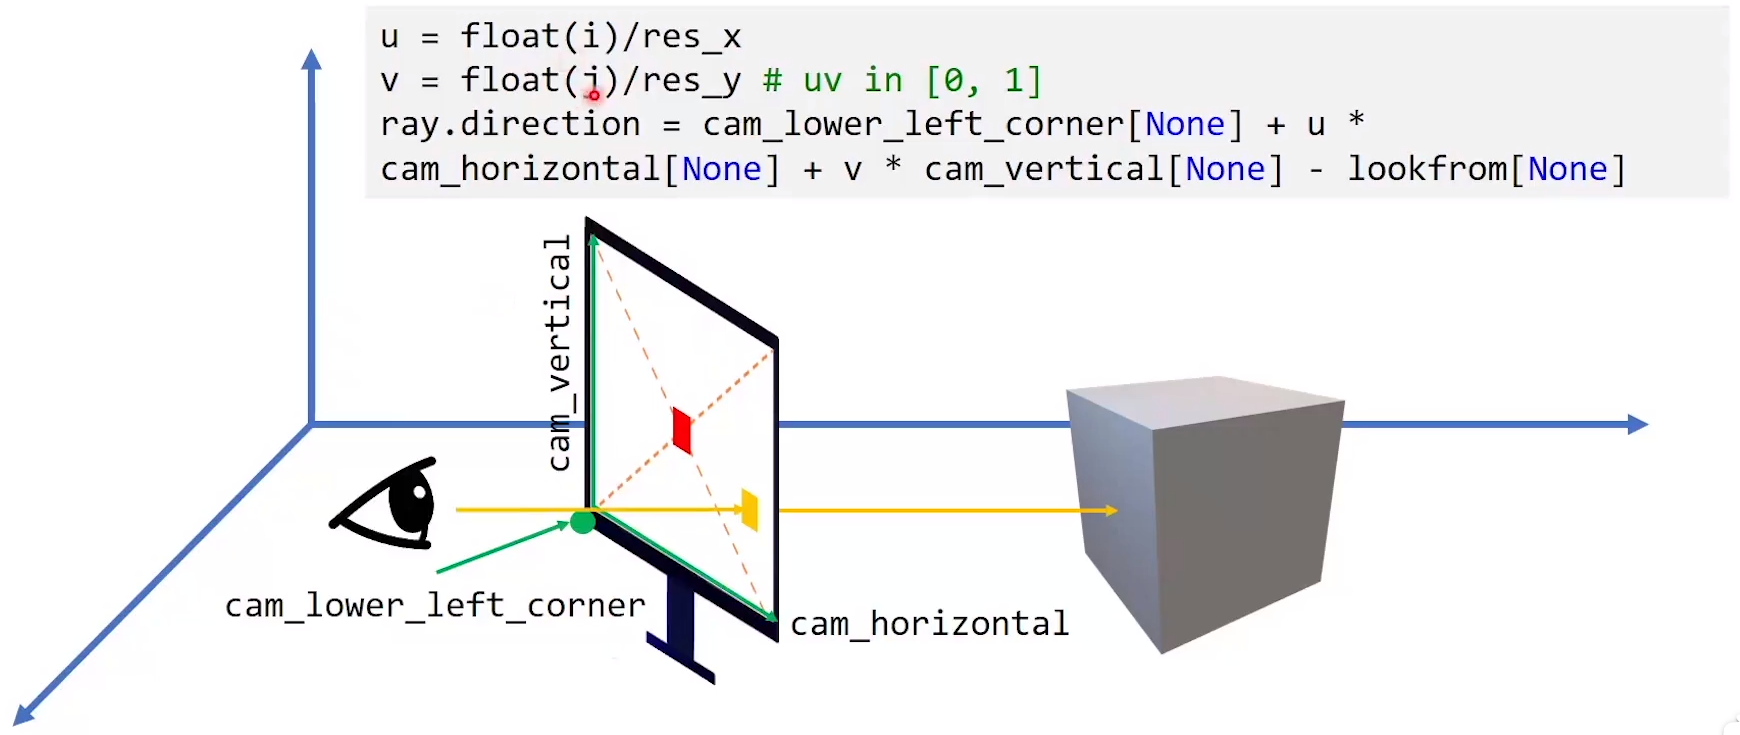 u = float(i)/res_x
v = float(j)/res_y # uv in [0, 1]
ray.direction = cam_lower_left_corner[None] + u *
cam_horizontal[None] + v * cam_vertical[None] - lookfrom[None]
cam_vertical
cam_lower_left_corner
cam_horizontal